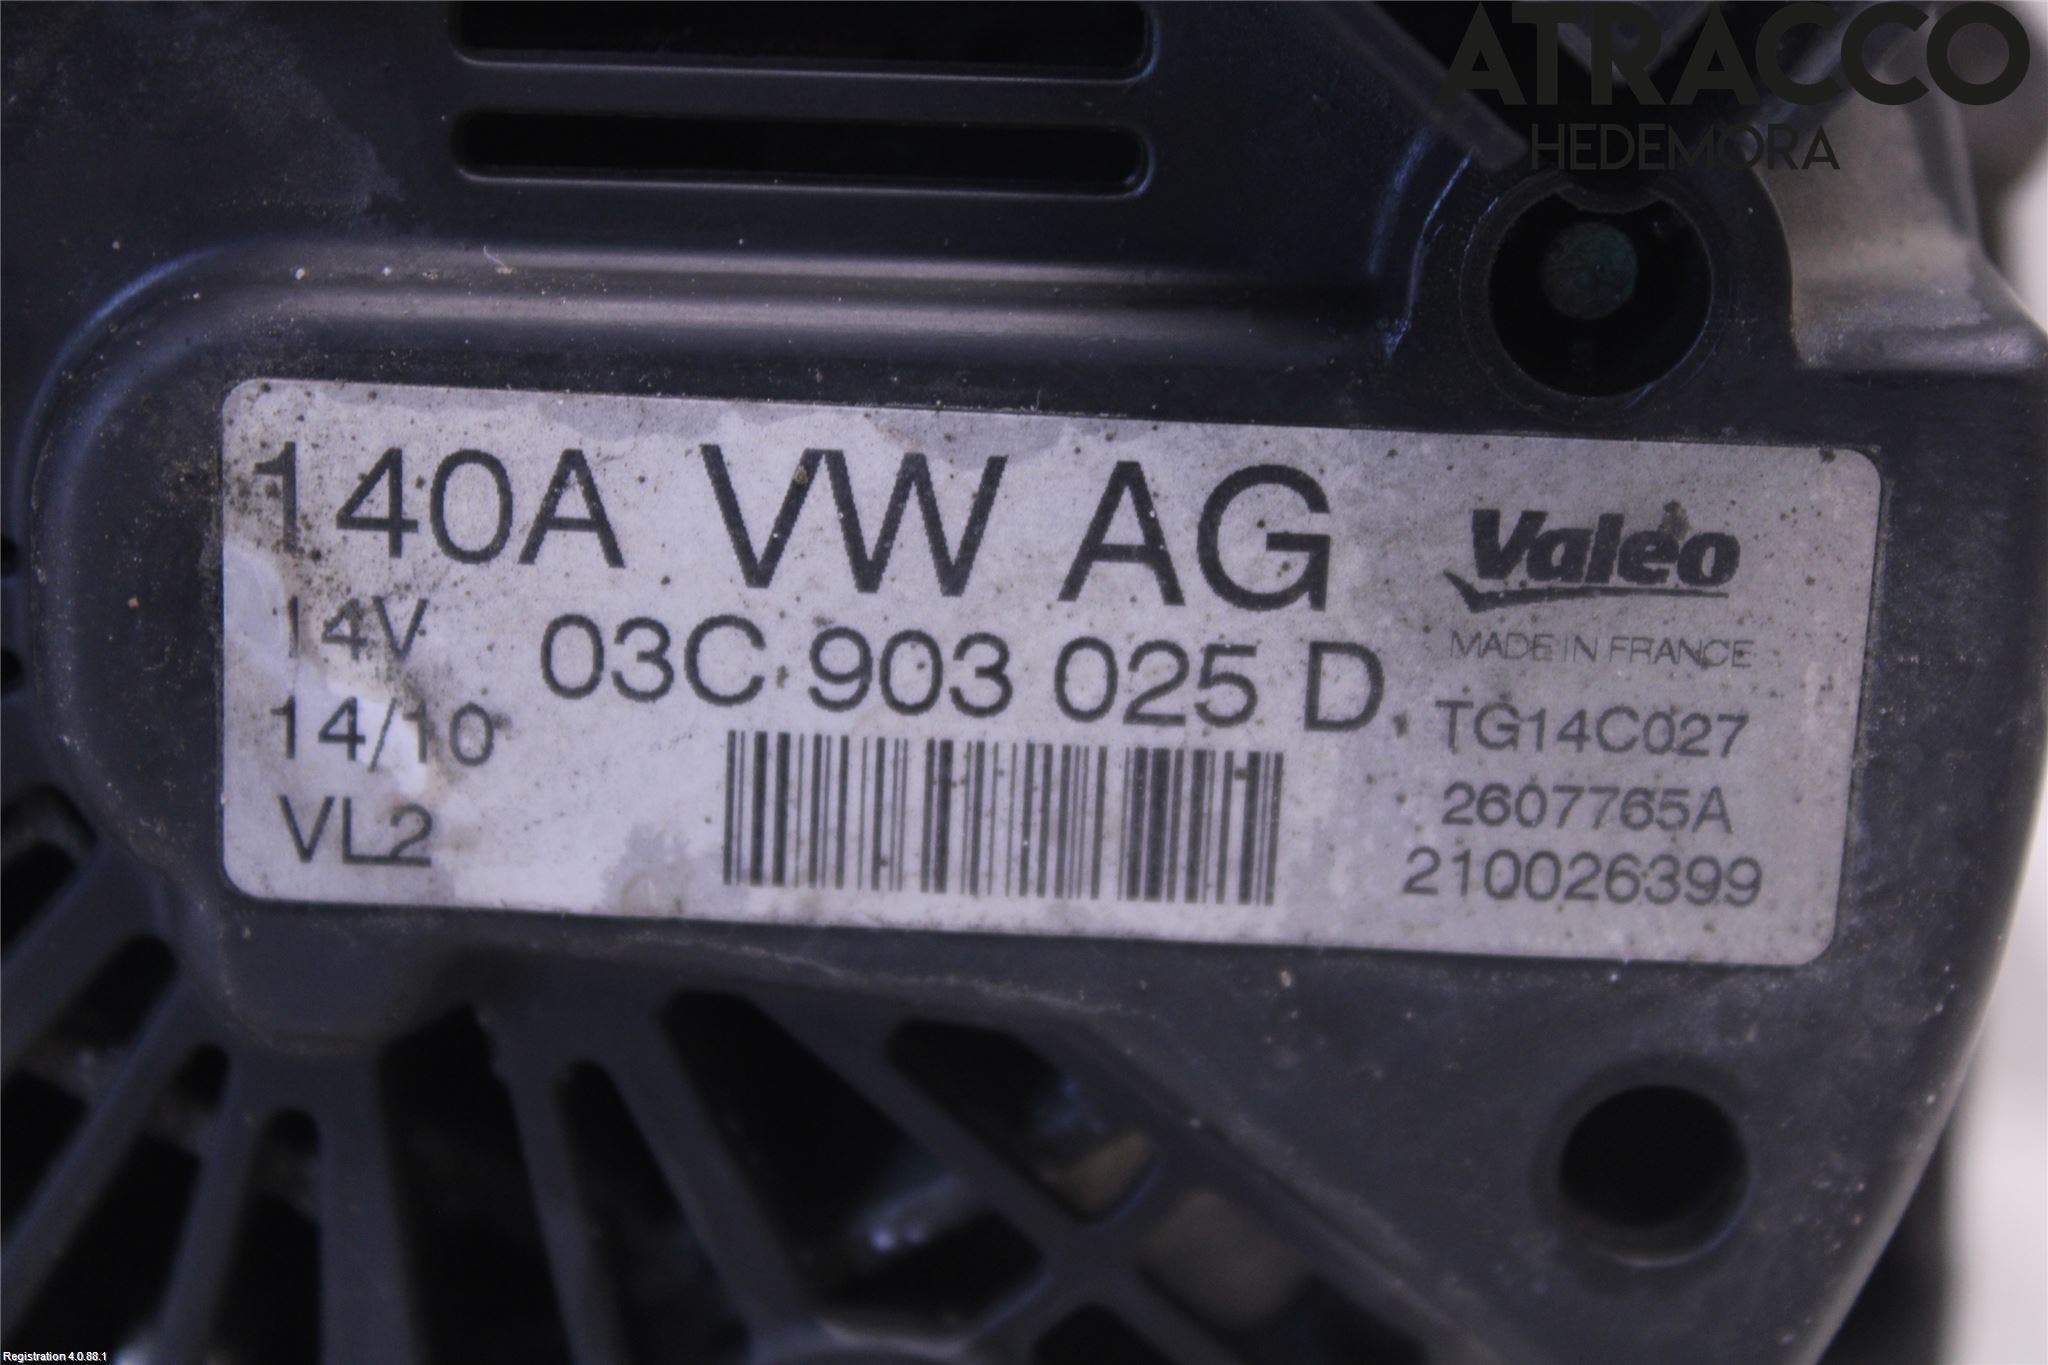 ATRACCO
HEDEMORA
140A VW AG
Valeo
14V 03C 903 025 D
MADE IN FRANCE
14/10
TG14C027
VL2
2607765A
210026399
Registration 4.0.88.1